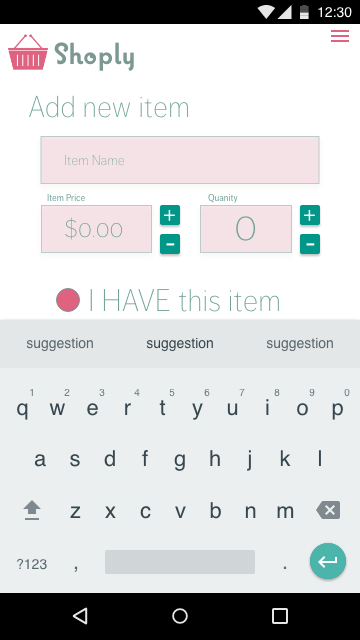 12:30
Shoply
Add new item
Item Name
Item Price Quanity
$0.00 + 0 +
- -
I HAVE this item
suggestion suggestion suggestion
1 2 3 4 5 6 7 8 9 0
q w e r t y u i o p
a s d f g h j k l
z x c v b n m
?123 , .